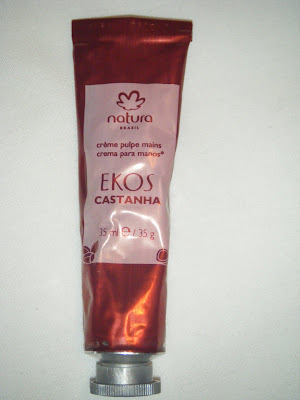 natura
BRASIL
crème pulpe mains
crema para manos*
EKOS
CASTANHA
35 ml ℮ / 35 g